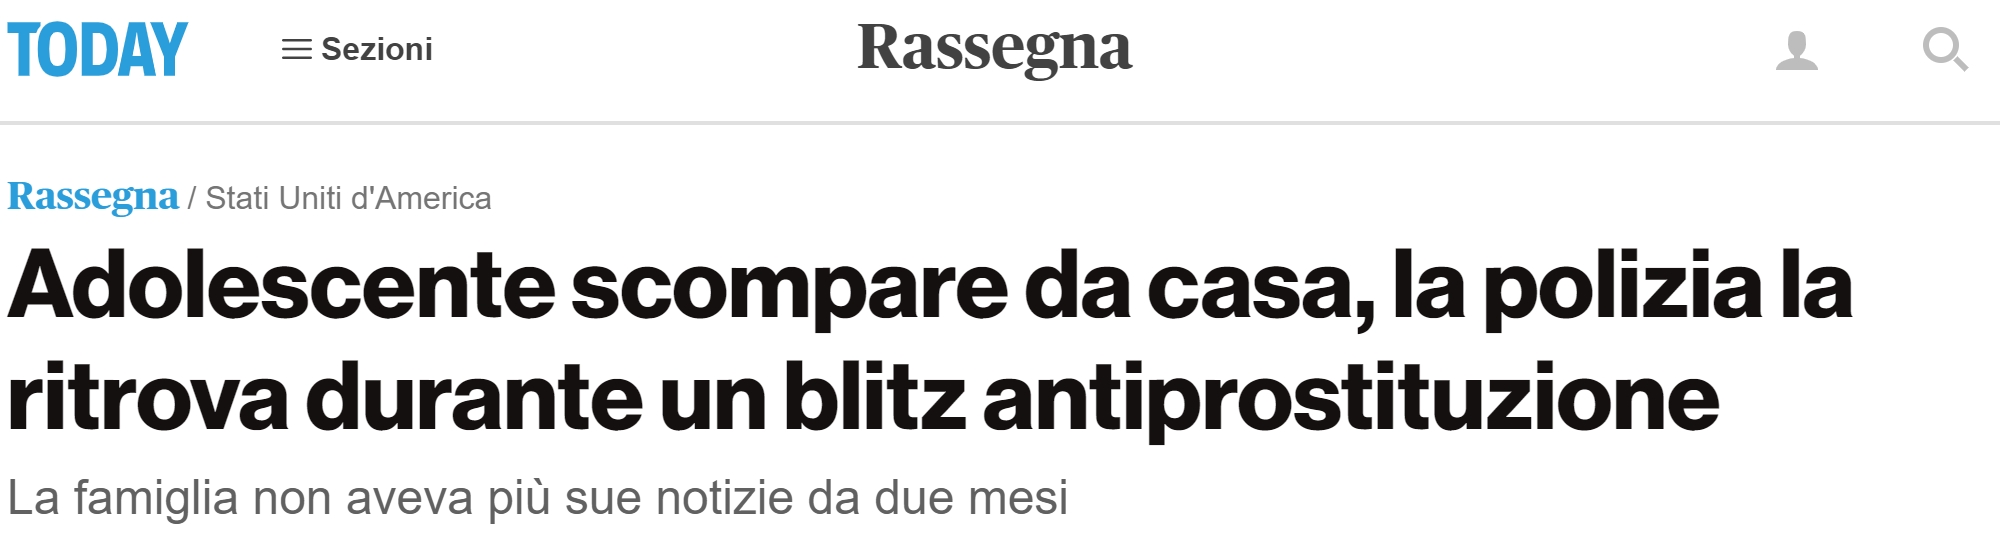 TODAY
Sezioni
Rassegna
Rassegna / Stati Uniti d'America
Adolescente scompare da casa, la polizia la
ritrova durante un blitz antiprostituzione
La famiglia non aveva più sue notizie da due mesi